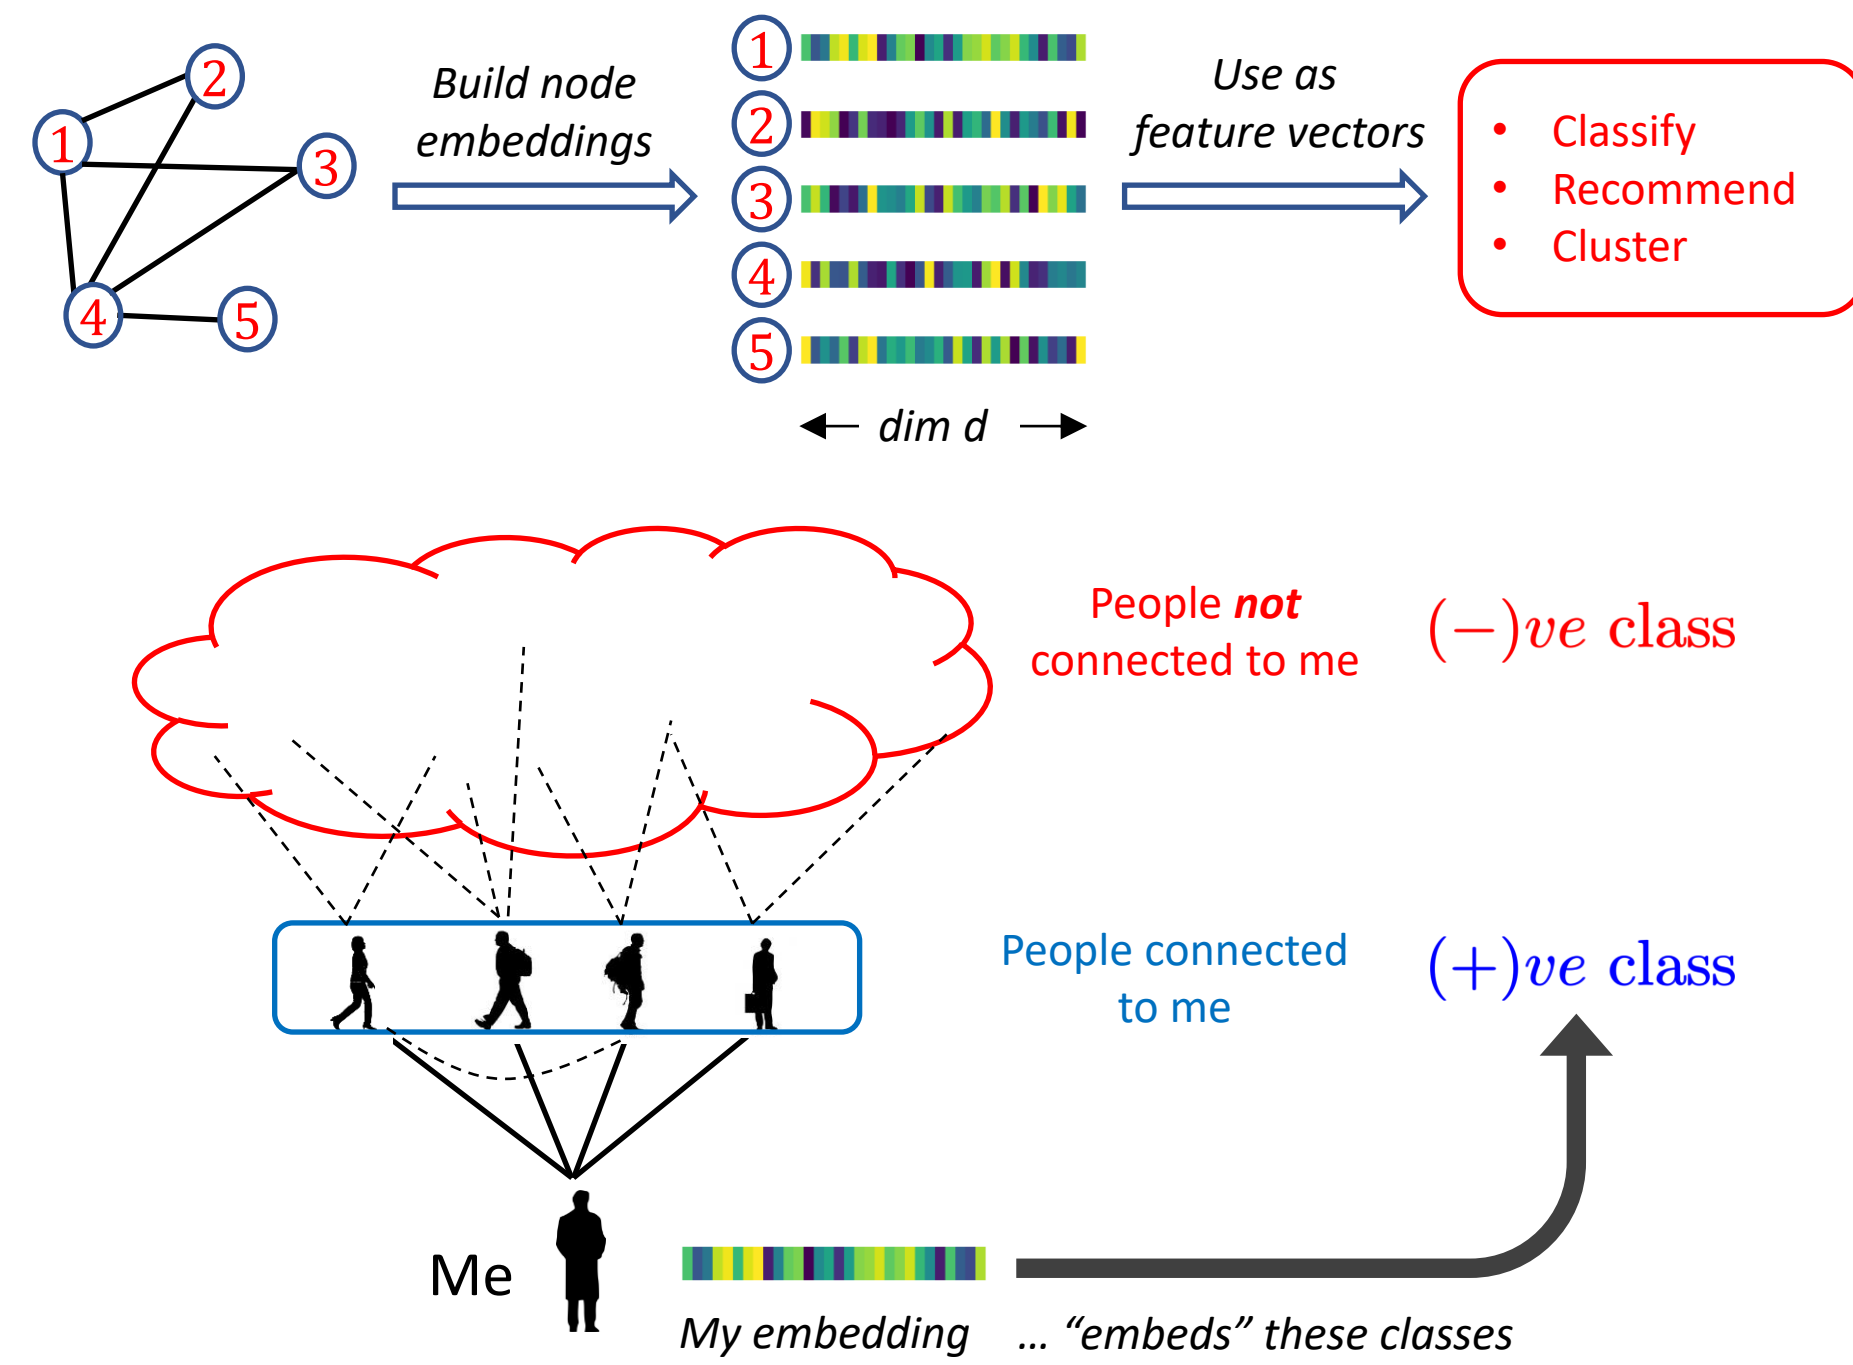 1
2
3
4
5
Build node
embeddings
1
2
3
4
5
dim d
Use as
feature vectors
• Classify
• Recommend
• Cluster
People not
connected to me
(−)ve class
People connected
to me
(+)ve class
Me
My embedding
... “embeds” these classes